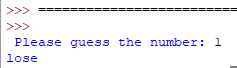 >>> ==========================
>>>
Please guess the number: 1
lose